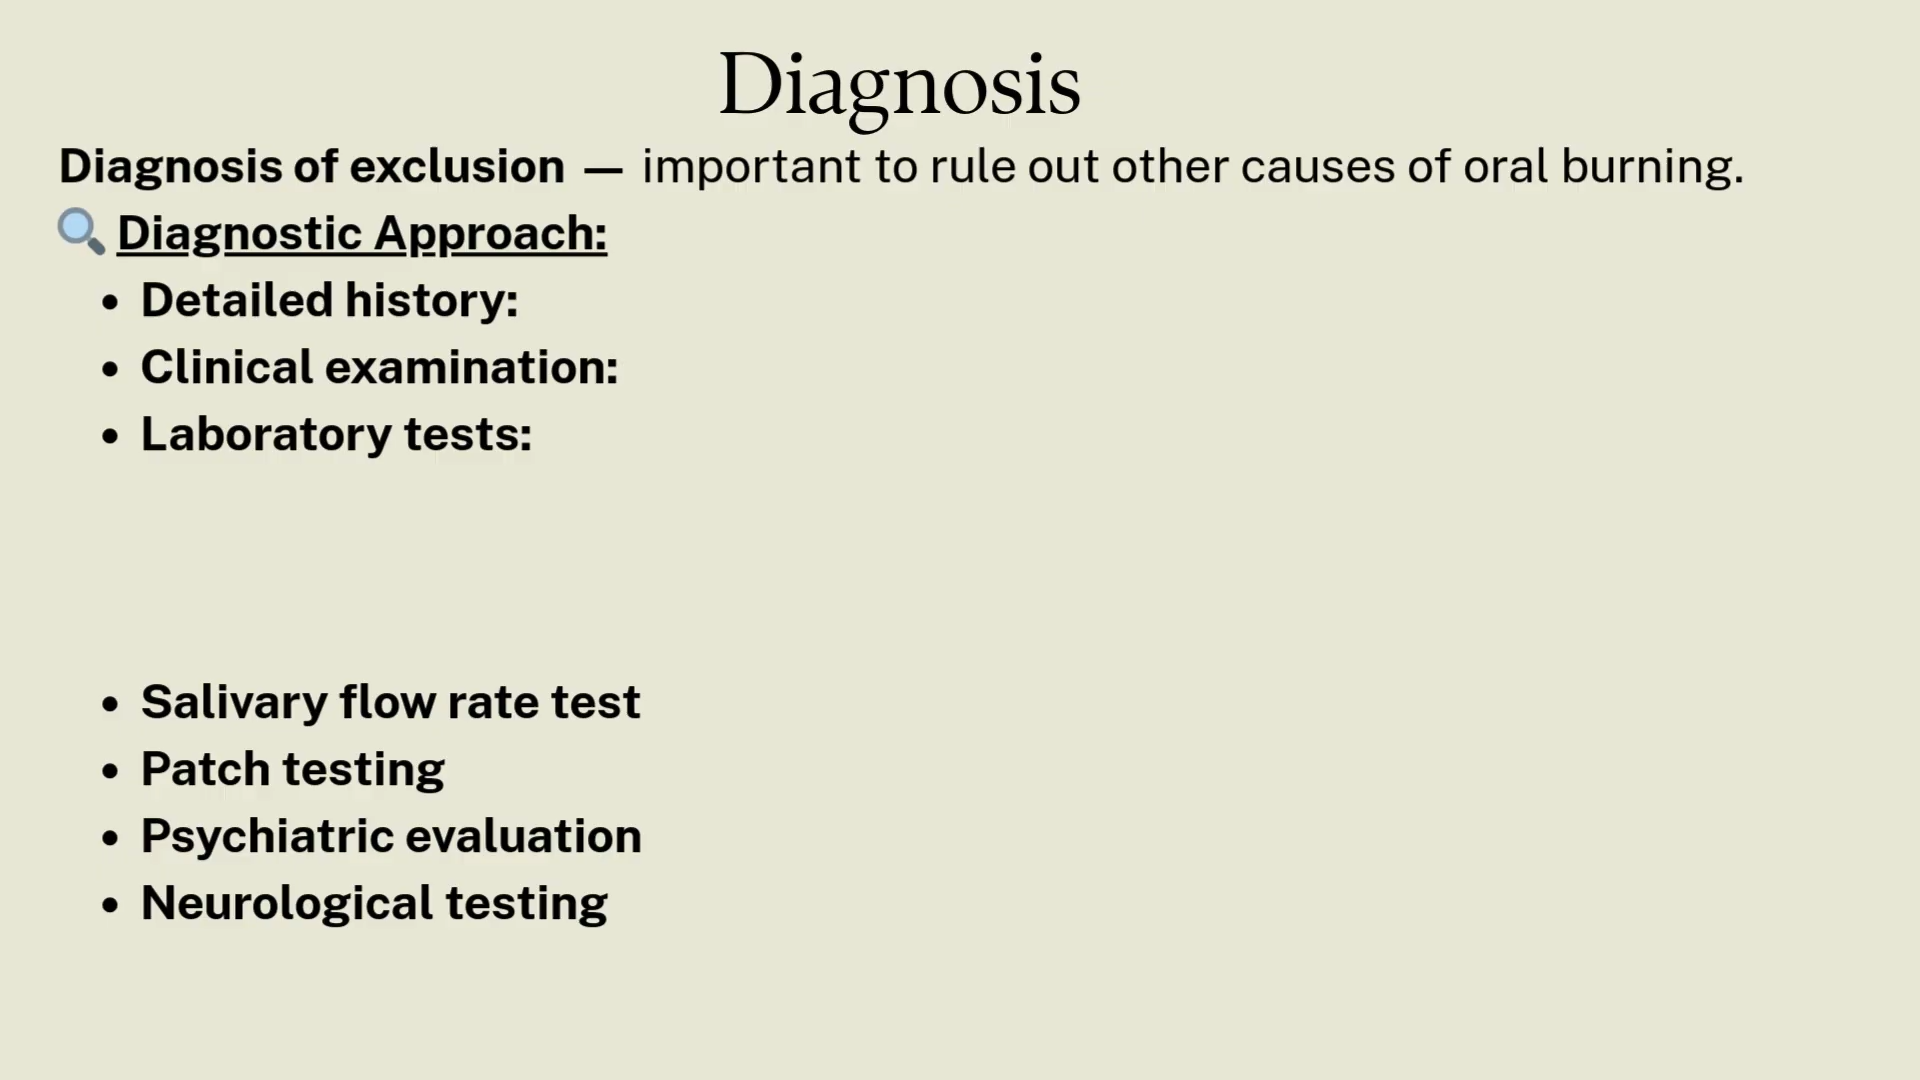 Diagnosis
Diagnosis of exclusion — important to rule out other causes of oral burning.
🔍 Diagnostic Approach:
• Detailed history:
• Clinical examination:
• Laboratory tests:
• Salivary flow rate test
• Patch testing
• Psychiatric evaluation
• Neurological testing